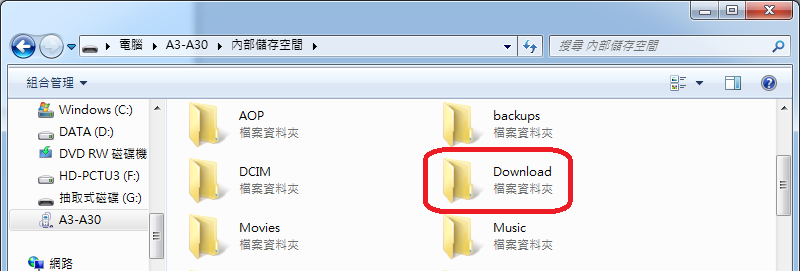 電腦 ▸ A3-A30 ▸ 內部儲存空間 ▸
搜尋 內部儲存空間
組合管理 ▾
Windows (C:)
DATA (D:)
DVD RW 磁碟機
HD-PCTU3 (F:)
抽取式磁碟 (G:)
A3-A30
網路
AOP
檔案資料夾
backups
檔案資料夾
DCIM
檔案資料夾
Download
檔案資料夾
Movies
檔案資料夾
Music
檔案資料夾